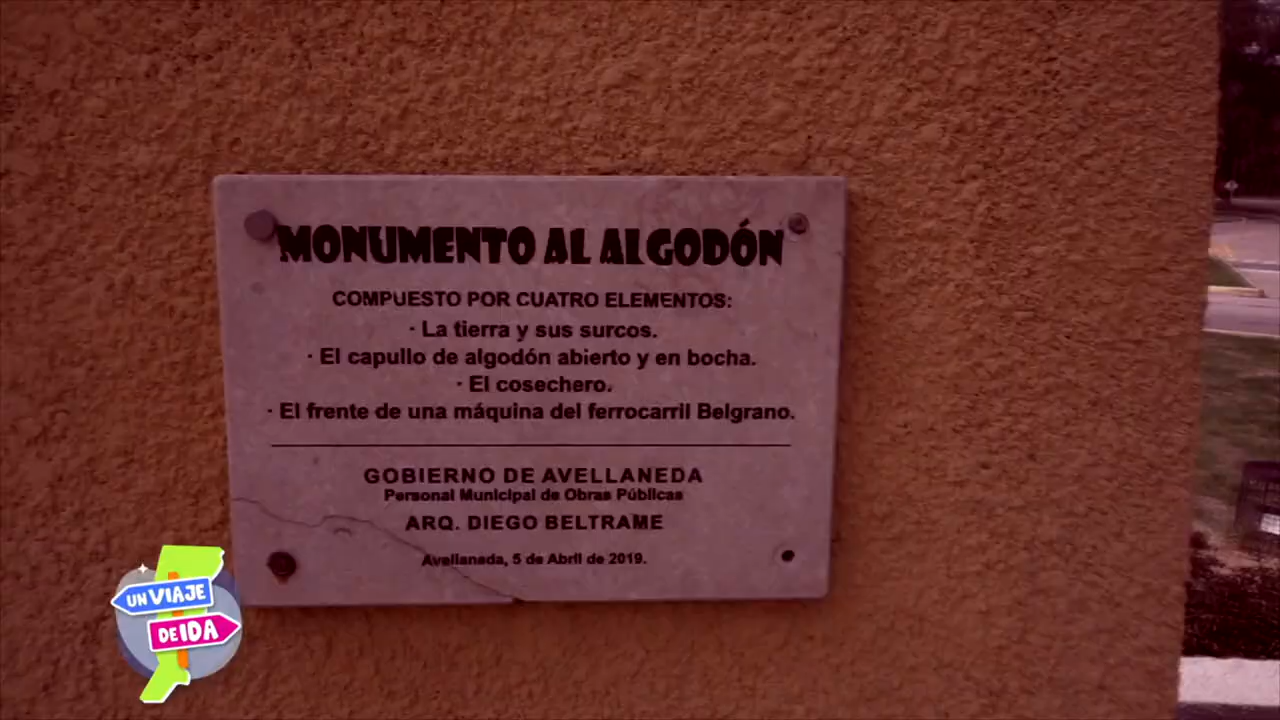 MONUMENTO AL ALGODÓN
COMPUESTO POR CUATRO ELEMENTOS:
· La tierra y sus surcos.
· El capullo de algodón abierto y en bocha.
· El cosechero.
· El frente de una máquina del ferrocarril Belgrano.
GOBIERNO DE AVELLANEDA
Personal Municipal de Obras Públicas
ARQ. DIEGO BELTRAME
Avellaneda, 5 de Abril de 2019.
UN VIAJE
DE IDA